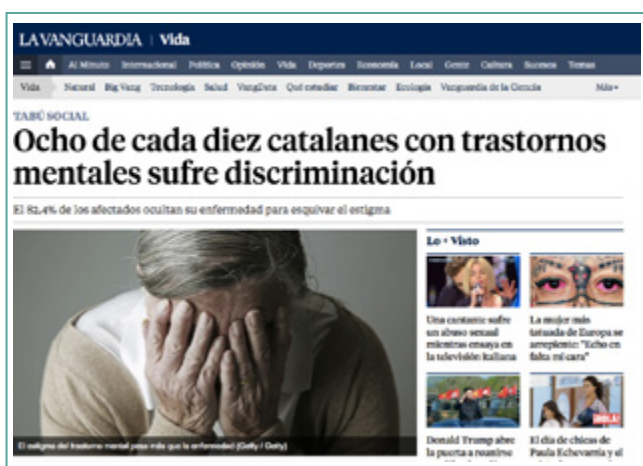 LAVANGUARDIA | Vida
Al Minuto Internacional Política Opinión Vida Deportes Economía Local Gente Cultura Sucesos Temas
Vida Natural Big Vang Tecnología Salud VangData Qué estudiar Bienestar Ecología Vanguardia de la Ciencia Más
TABÚ SOCIAL
Ocho de cada diez catalanes con trastornos
mentales sufre discriminación
El 82,4% de los afectados ocultan su enfermedad para esquivar el estigma
El estigma del trastorno mental pesa más que la enfermedad (Getty / Getty)
Lo + Visto
Una cantante sufre
un abuso sexual
mientras ensaya en
la televisión italiana
La mujer más
tatuada de Europa se
arrepiente: "Echo en
falta mi cara"
Donald Trump abre
la puerta a reunirse
¡HOLA!
El día de chicas de
Paula Echevarría y el